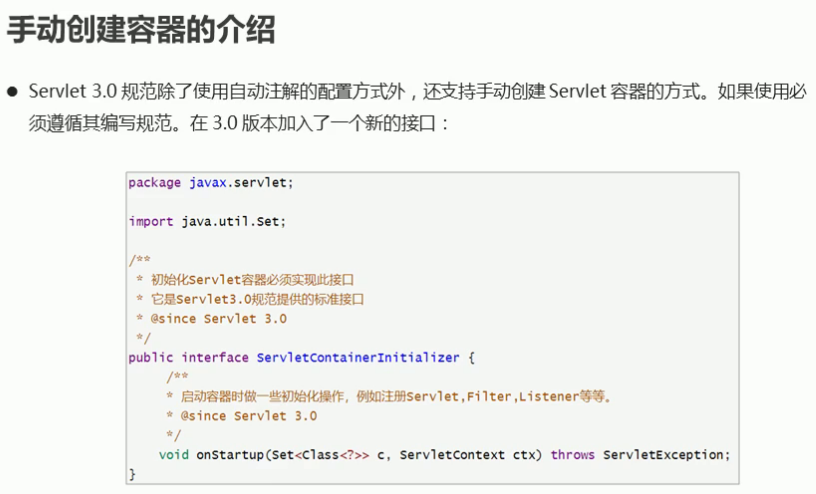 手动创建容器的介绍
● Servlet 3.0 规范除了使用自动注解的配置方式外，还支持手动创建 Servlet 容器的方式。如果使用必
须遵循其编写规范。在 3.0 版本加入了一个新的接口：
package javax.servlet;
import java.util.Set;
/**
* 初始化Servlet容器必须实现此接口
* 它是Servlet3.0规范提供的标准接口
* @since Servlet 3.0
*/
public interface ServletContainerInitializer {
/**
* 启动容器时做一些初始化操作，例如注册Servlet,Filter,Listener等等。
* @since Servlet 3.0
*/
void onStartup(Set<Class<?>> c, ServletContext ctx) throws ServletException;
}